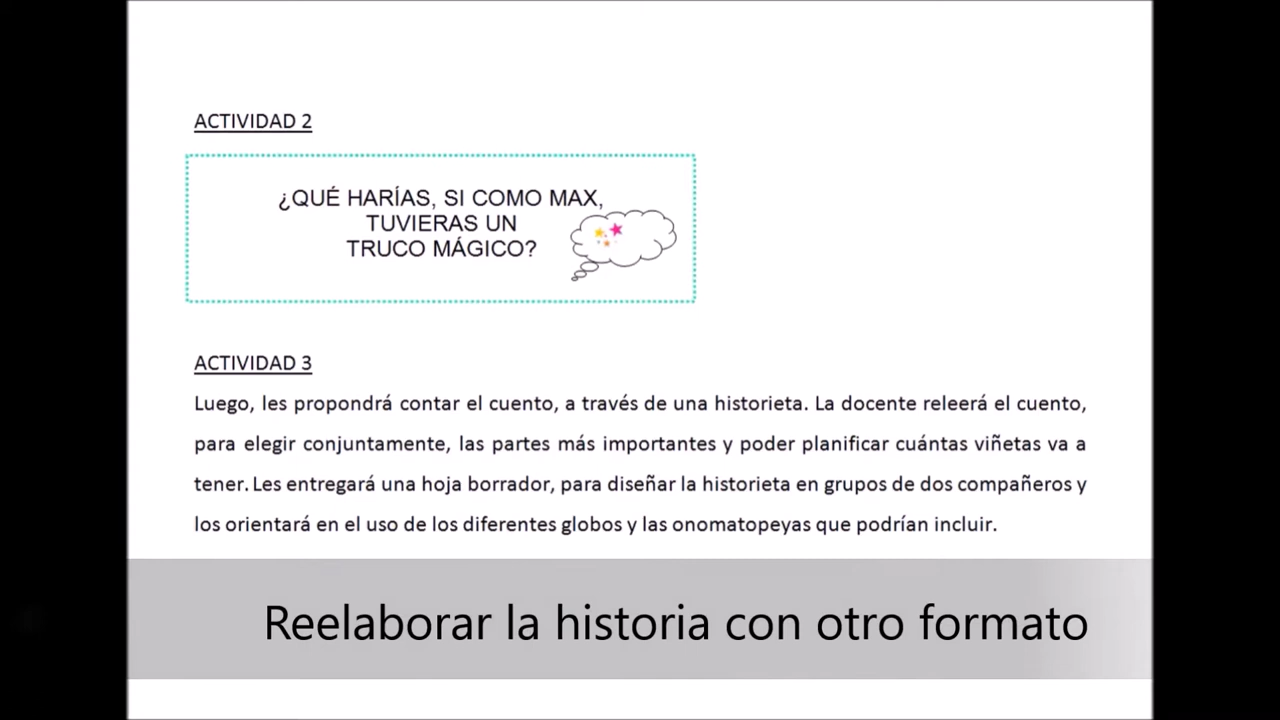 ACTIVIDAD 2
¿QUÉ HARÍAS, SI COMO MAX,
TUVIERAS UN
TRUCO MÁGICO?
ACTIVIDAD 3
Luego, les propondrá contar el cuento, a través de una historieta. La docente releerá el cuento,
para elegir conjuntamente, las partes más importantes y poder planificar cuántas viñetas va a
tener. Les entregará una hoja borrador, para diseñar la historieta en grupos de dos compañeros y
los orientará en el uso de los diferentes globos y las onomatopeyas que podrían incluir.
Reelaborar la historia con otro formato